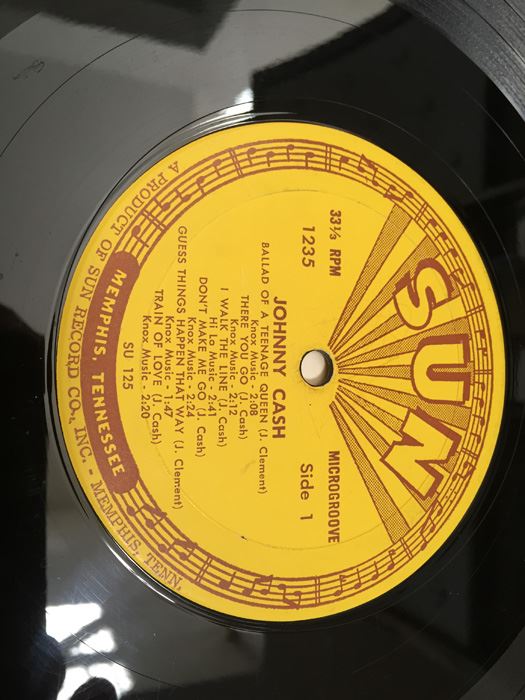 SUN
33⅓ RPM
1235
MICROGROOVE
Side 1
JOHNNY CASH
BALLAD OF A TEENAGE QUEEN (J. Clement)
Knox Music - 2:08
THERE YOU GO (J. Cash)
Knox Music - 2:12
I WALK THE LINE (J. Cash)
Hi Lo Music - 2:41
DON'T MAKE ME GO (J. Cash)
Knox Music - 2:24
GUESS THINGS HAPPEN THAT WAY (J. Clement)
Knox Music - 1:47
TRAIN OF LOVE (J. Cash)
Knox Music - 2:20
SU 125
MEMPHIS, TENNESSEE
A PRODUCT OF SUN RECORD CO., INC. - MEMPHIS, TENN.